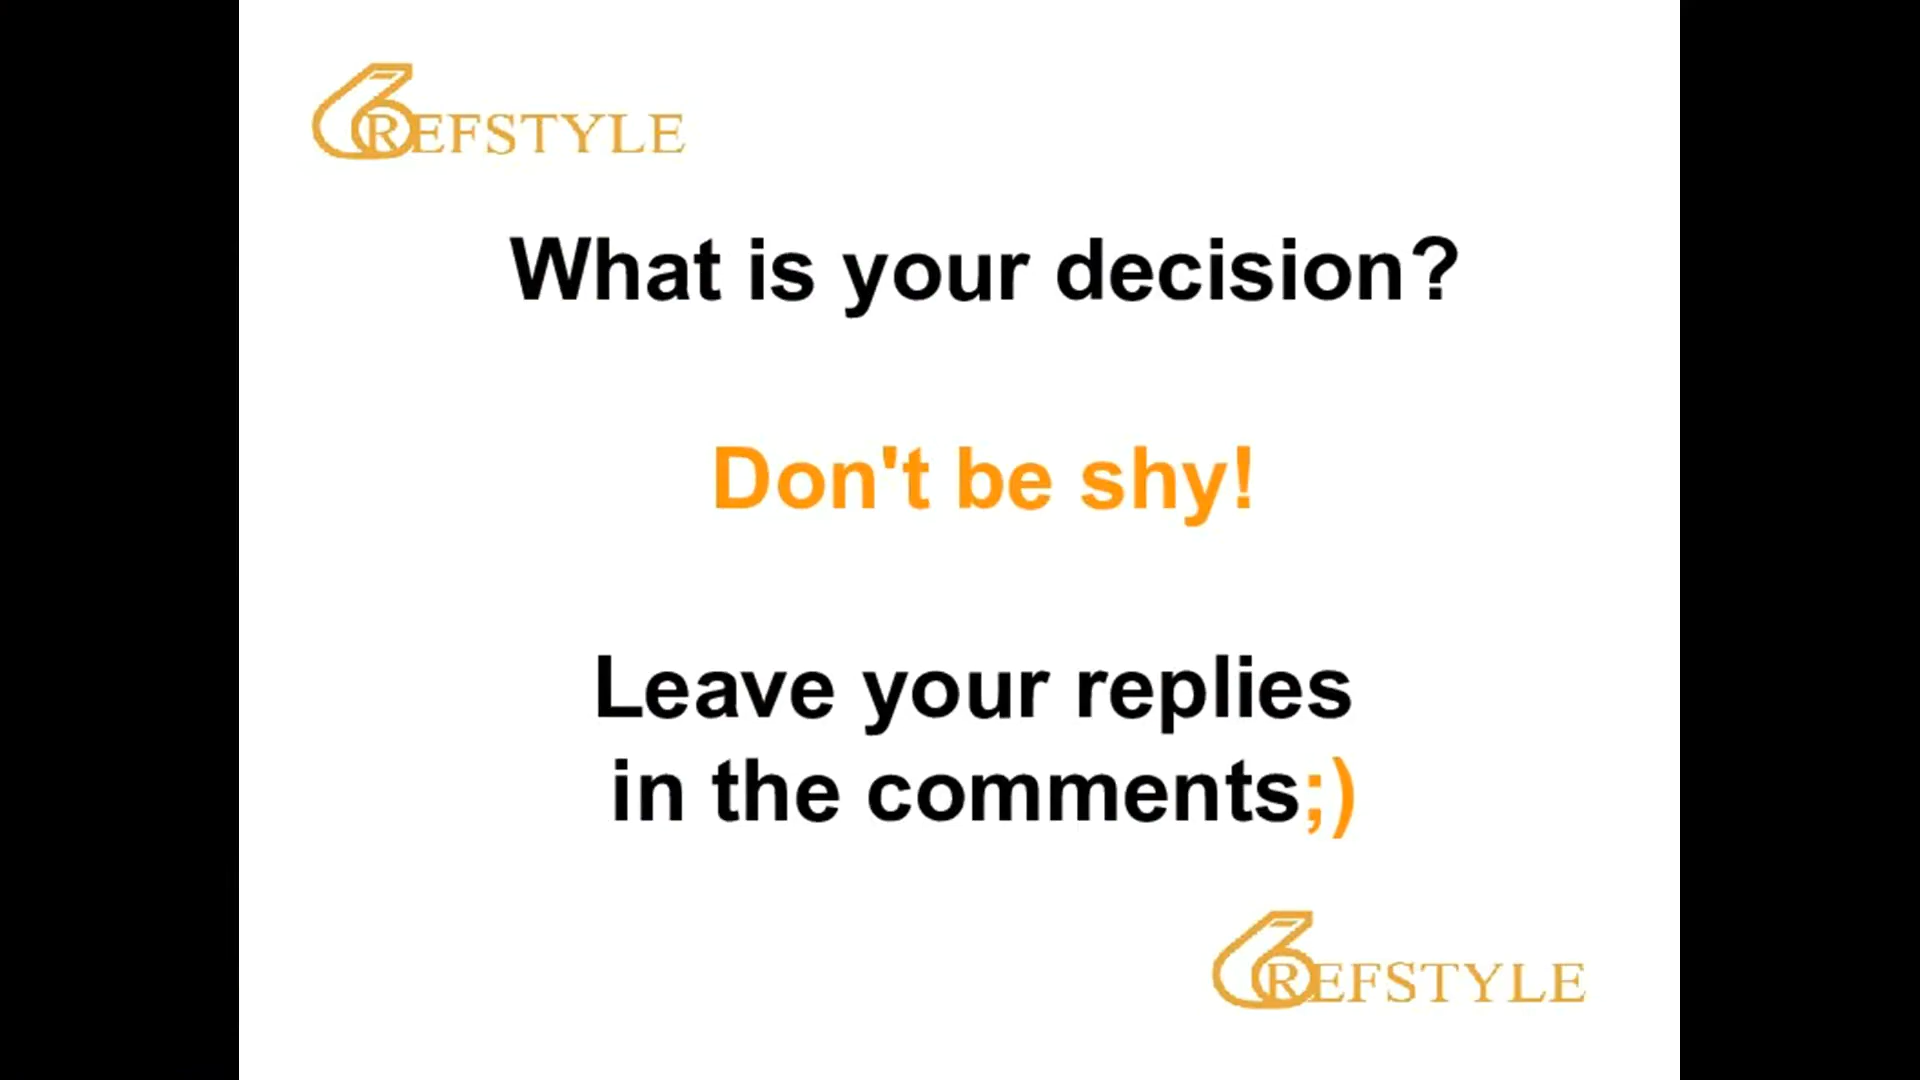 REFSTYLE
What is your decision?
Don't be shy!
Leave your replies
in the comments;)
REFSTYLE